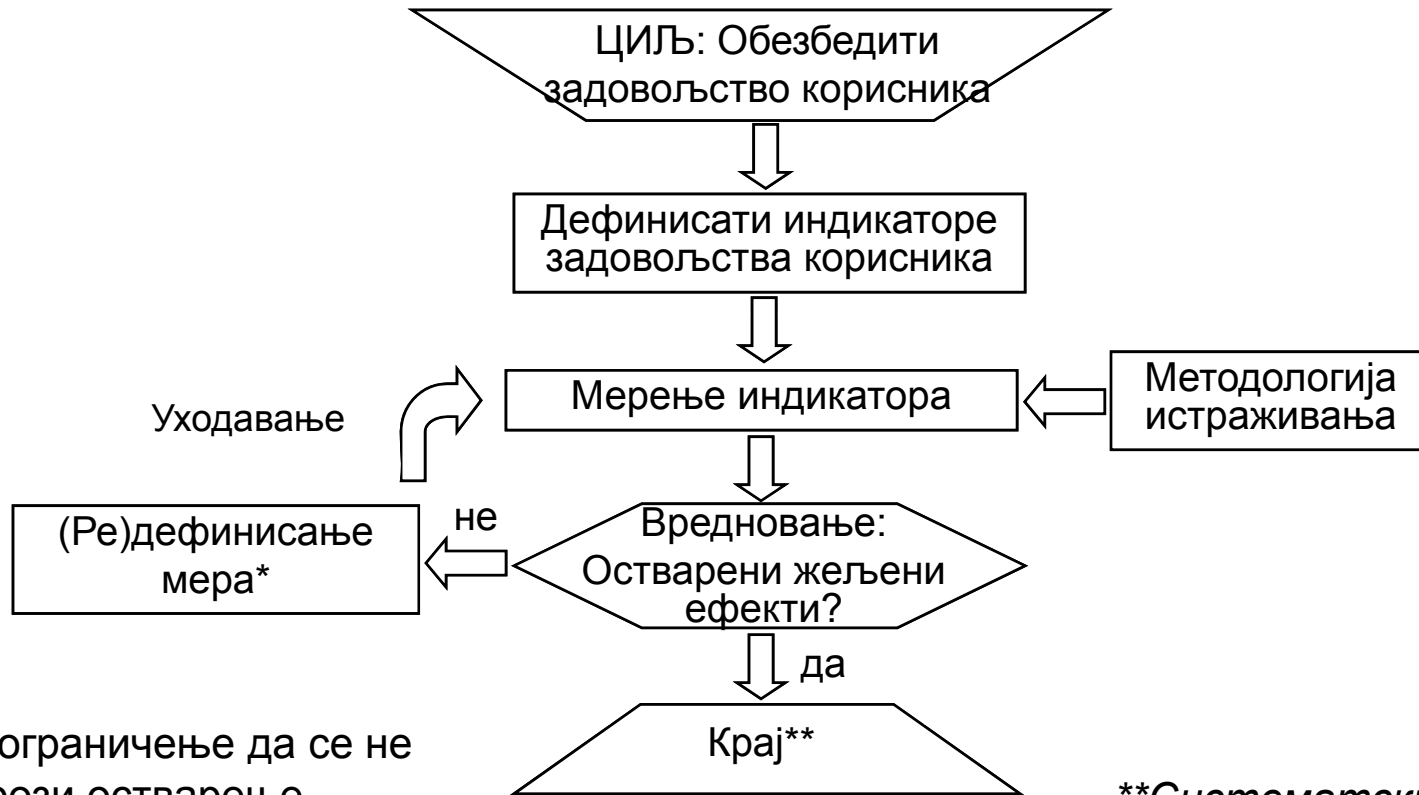 ЦИЉ: Обезбедити
задовољство корисника
Дефинисати индикаторе
задовољства корисника
Мерење индикатора
Методологија
истраживања
Уходавање
(Ре)дефинисање
мера*
не
Вредновање:
Остварени жељени
ефекти?
да
Крај**
ограничење да се не
остварење